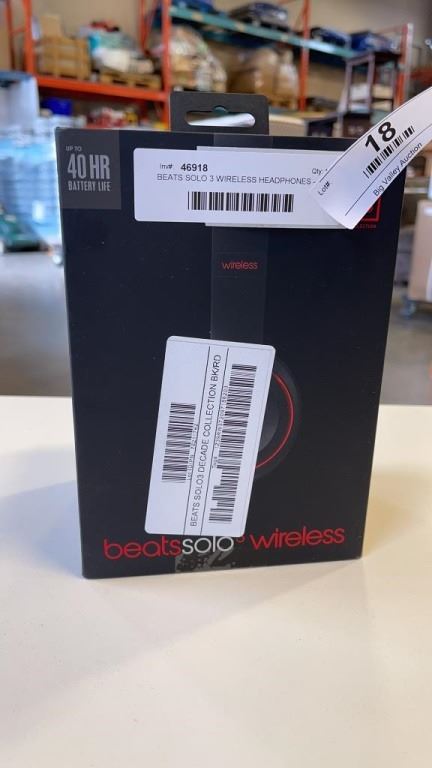 UP TO
40 HR
BATTERY LIFE
Inv#: 46918
Qty:
BEATS SOLO 3 WIRELESS HEADPHONES -
Lot#
18
Big Valley Auction
wireless
BEATS SOLO3 DECADE COLLECTION BK/RD
beatssolo3 wireless